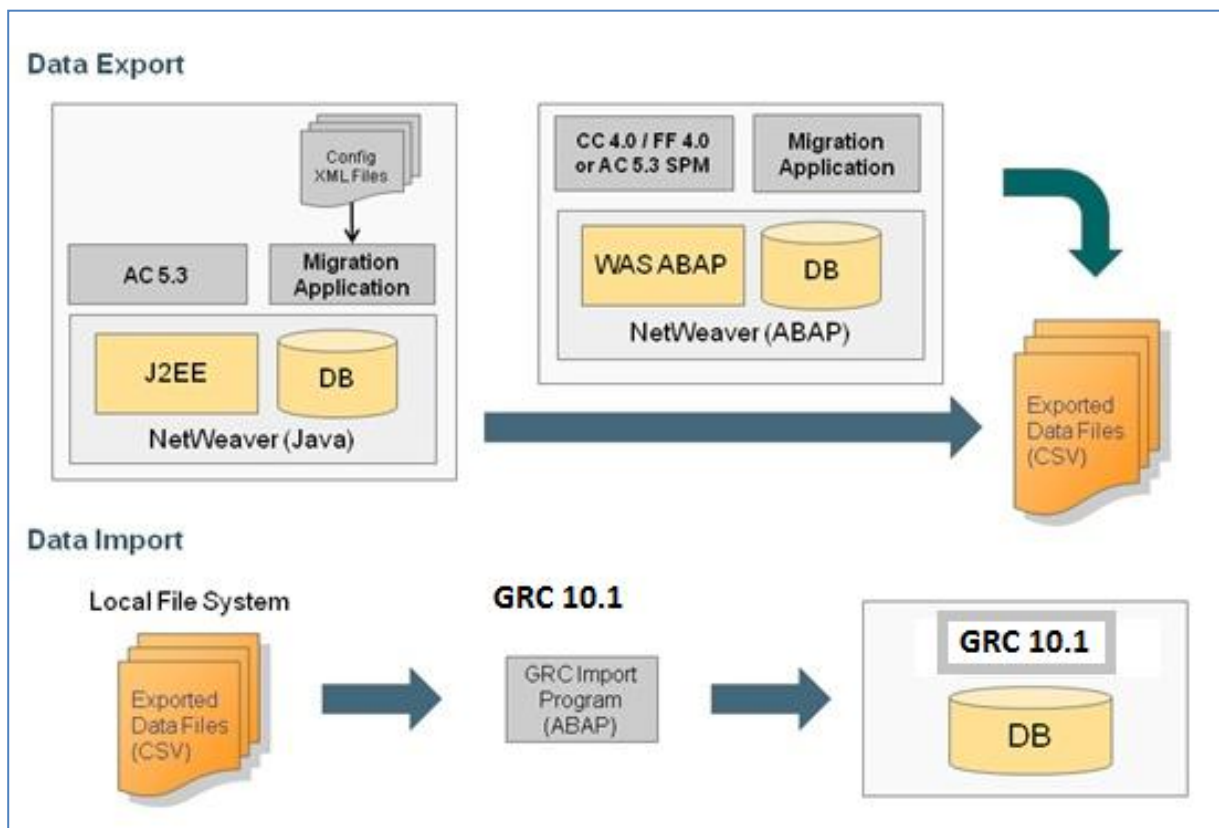 Data Export
Config
XML Files
AC 5.3
Migration
Application
J2EE
DB
NetWeaver (Java)
CC 4.0 / FF 4.0
or AC 5.3 SPM
Migration
Application
WAS ABAP
DB
NetWeaver (ABAP)
Exported
Data Files
(CSV)
Data Import
Local File System
Exported
Data Files
(CSV)
GRC 10.1
GRC Import
Program
(ABAP)
GRC 10.1
DB